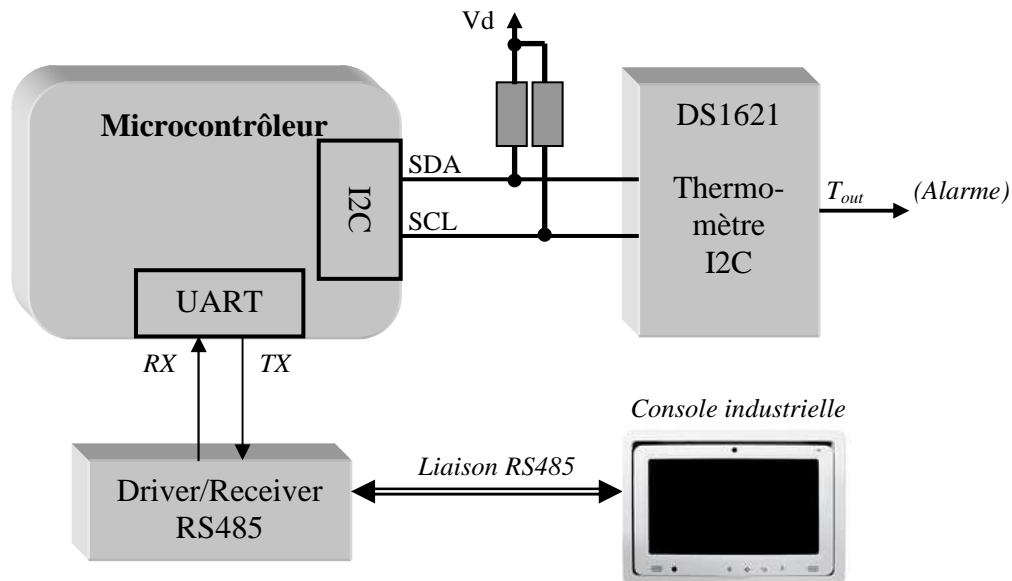 Vd
Microcontrôleur
DS1621
SDA
Thermo-
mètre
I2C
T_out
(Alarme)
I2C
SCL
UART
RX
TX
Console industrielle
Liaison RS485
Driver/Receiver
RS485